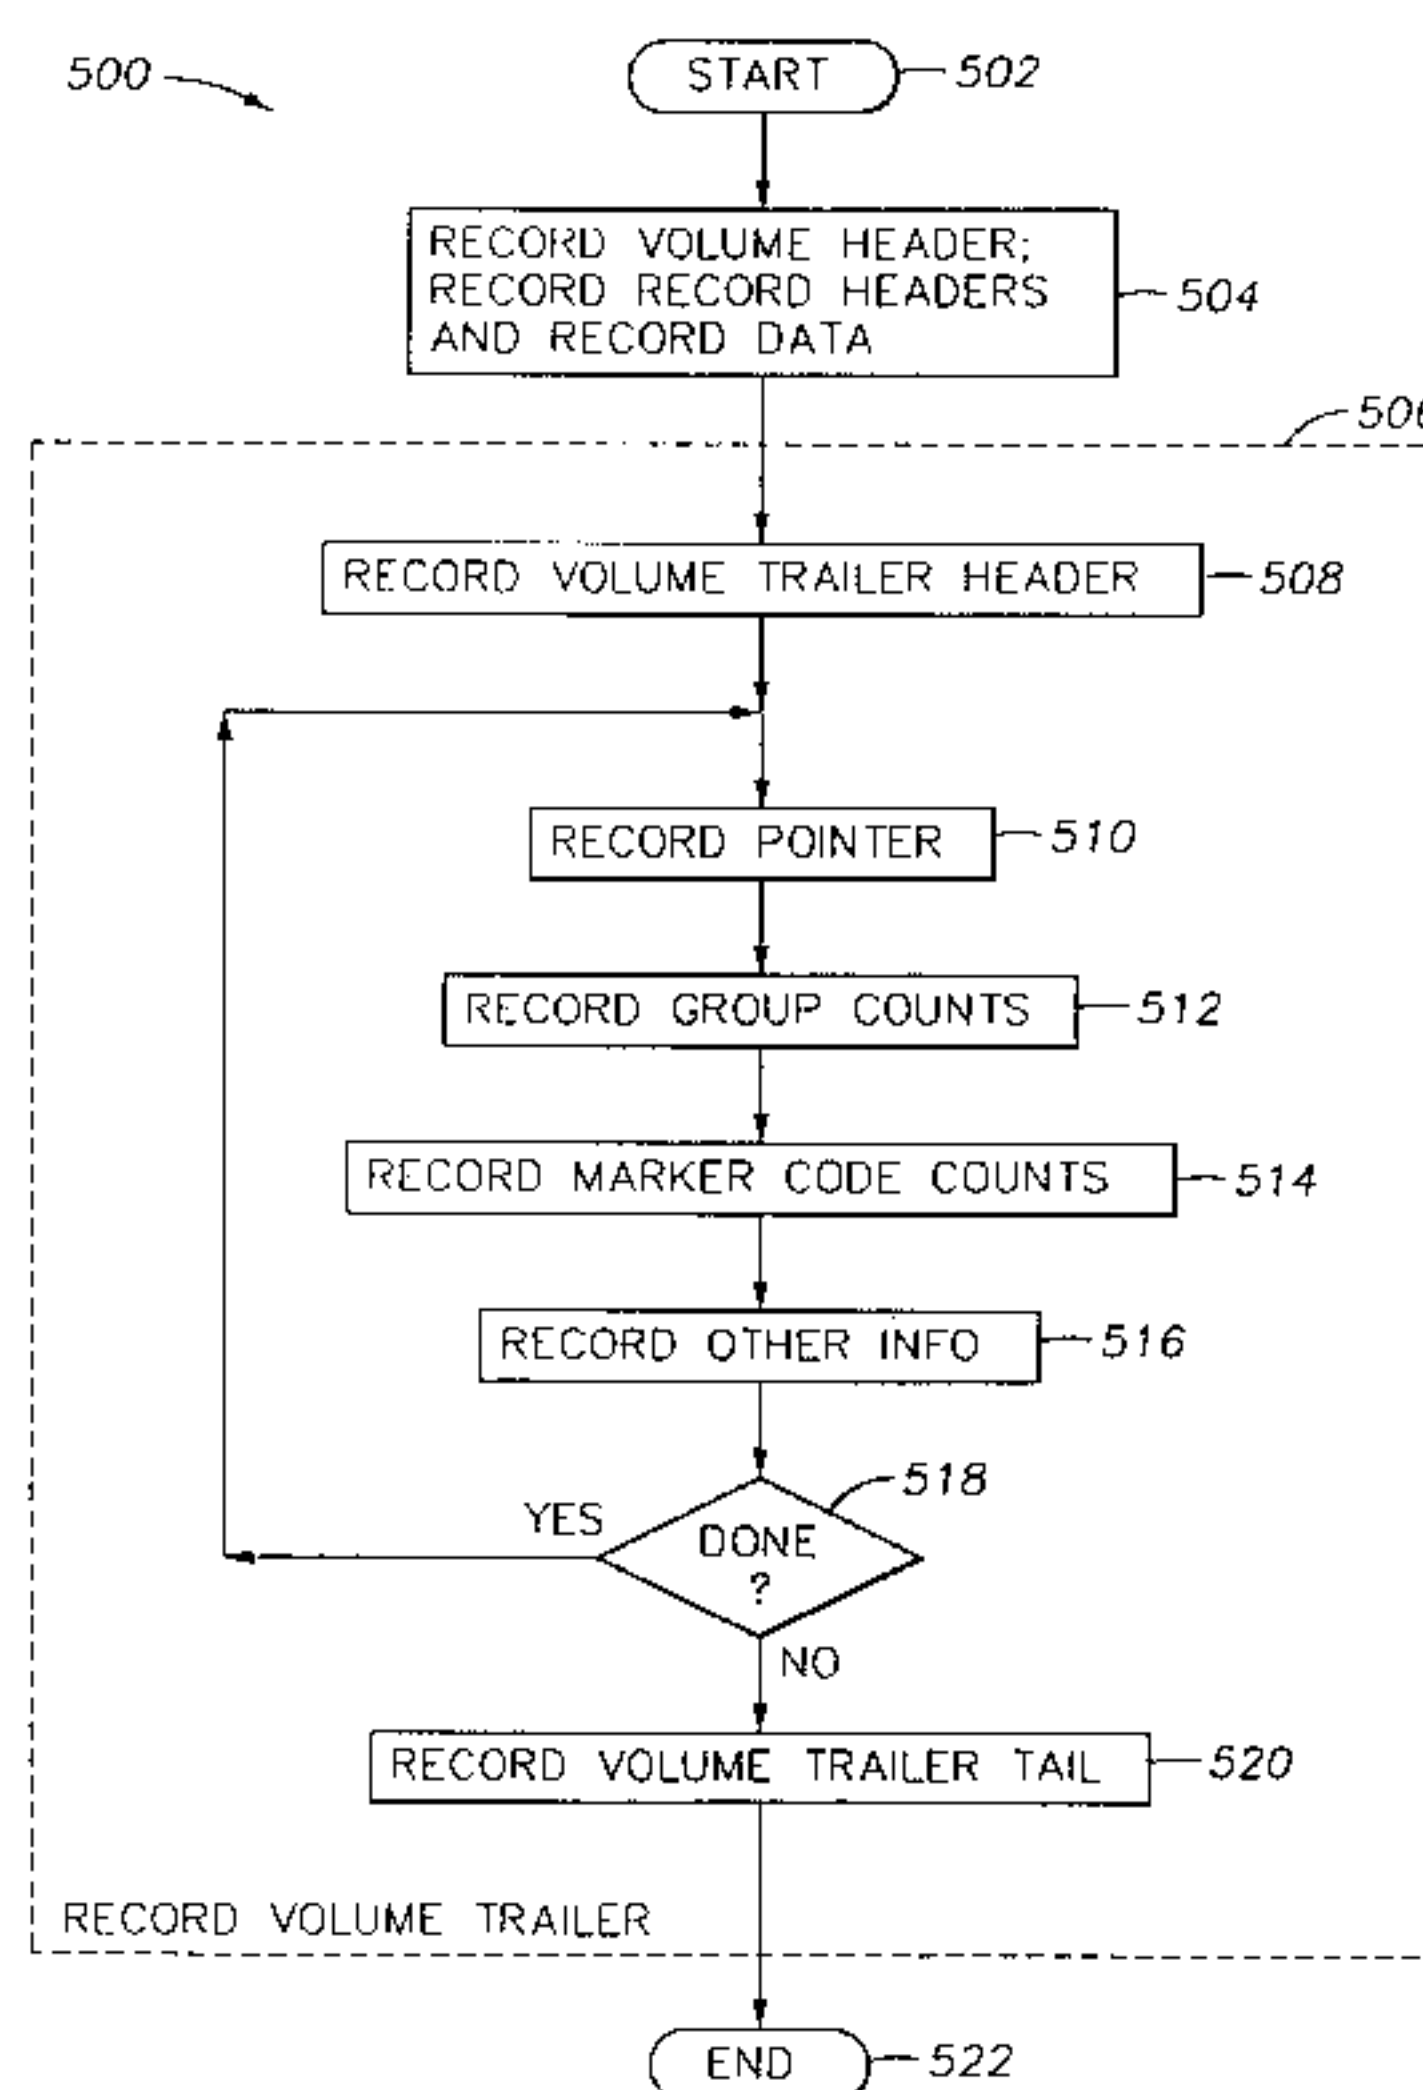 500
START
502
RECORD VOLUME HEADER;
RECORD RECORD HEADERS
AND RECORD DATA
504
RECORD VOLUME TRAILER HEADER
508
RECORD POINTER
510
RECORD GROUP COUNTS
512
RECORD MARKER CODE COUNTS
514
RECORD OTHER INFO
516
518
YES
DONE
?
NO
RECORD VOLUME TRAILER TAIL
520
RECORD VOLUME TRAILER
END
522